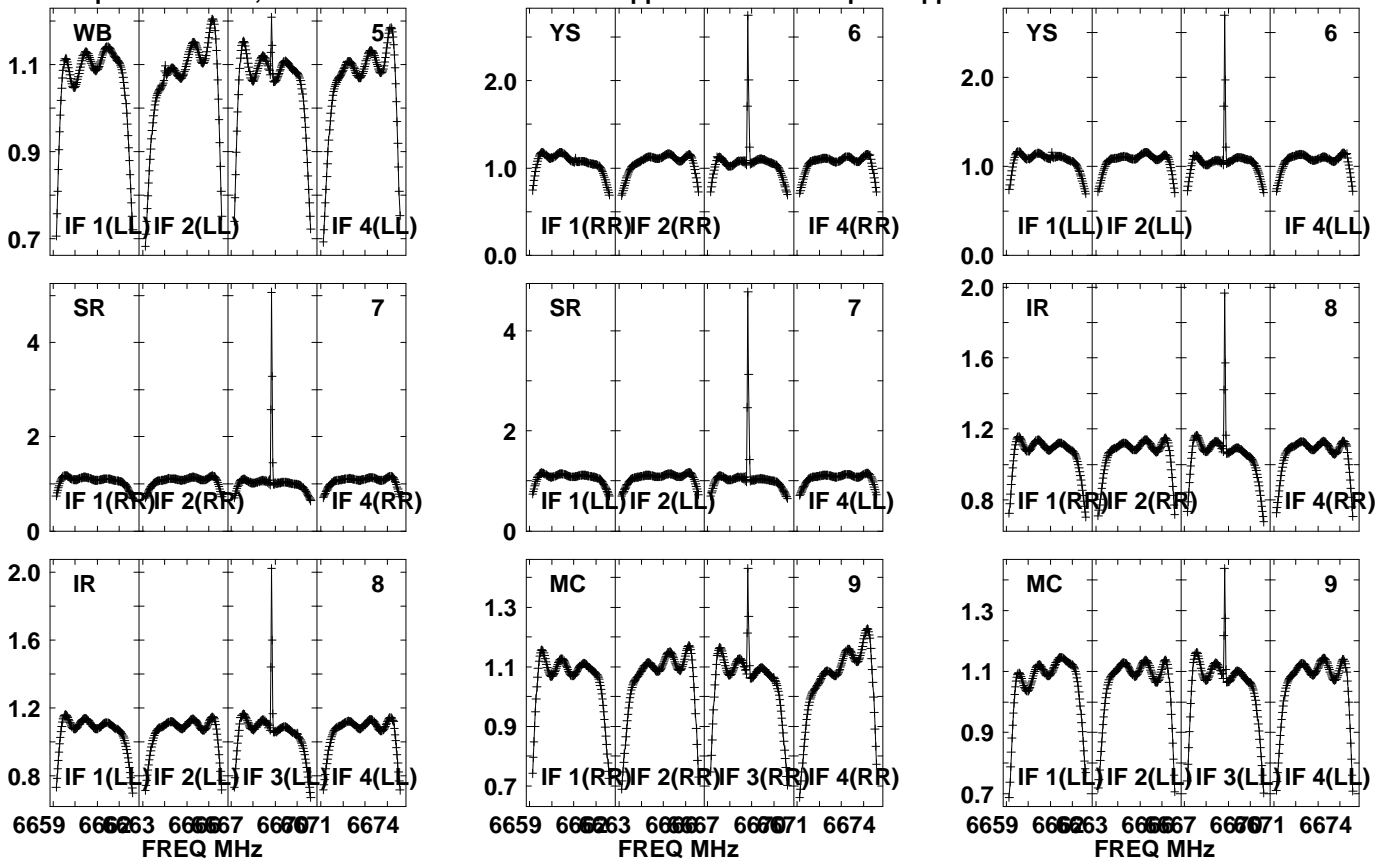 WB 5 YS 6 YS 6
1.1
0.9
0.7
2.0
1.0
0.0
2.0
1.0
0.0
IF 1(LL) IF 2(LL) IF 4(LL)
IF 1(RR) IF 2(RR) IF 4(RR)
IF 1(LL) IF 2(LL) IF 4(LL)
SR 7 SR 7 IR 8
4
2
0
4
2
0
2.0
1.6
1.2
0.8
IF 1(RR) IF 2(RR) IF 4(RR)
IF 1(LL) IF 2(LL) IF 4(LL)
IF 1(RR) IF 2(RR) IF 4(RR)
IR 8 MC 9 MC 9
2.0
1.6
1.2
0.8
1.3
1.1
0.9
0.7
1.3
1.1
0.9
0.7
IF 1(LL) IF 2(LL) IF 3(LL) IF 4(LL)
IF 1(RR) IF 2(RR) IF 3(RR) IF 4(RR)
IF 1(LL) IF 2(LL) IF 3(LL) IF 4(LL)
6659 6674 6659 6674 6659 6674
FREQ MHz FREQ MHz FREQ MHz